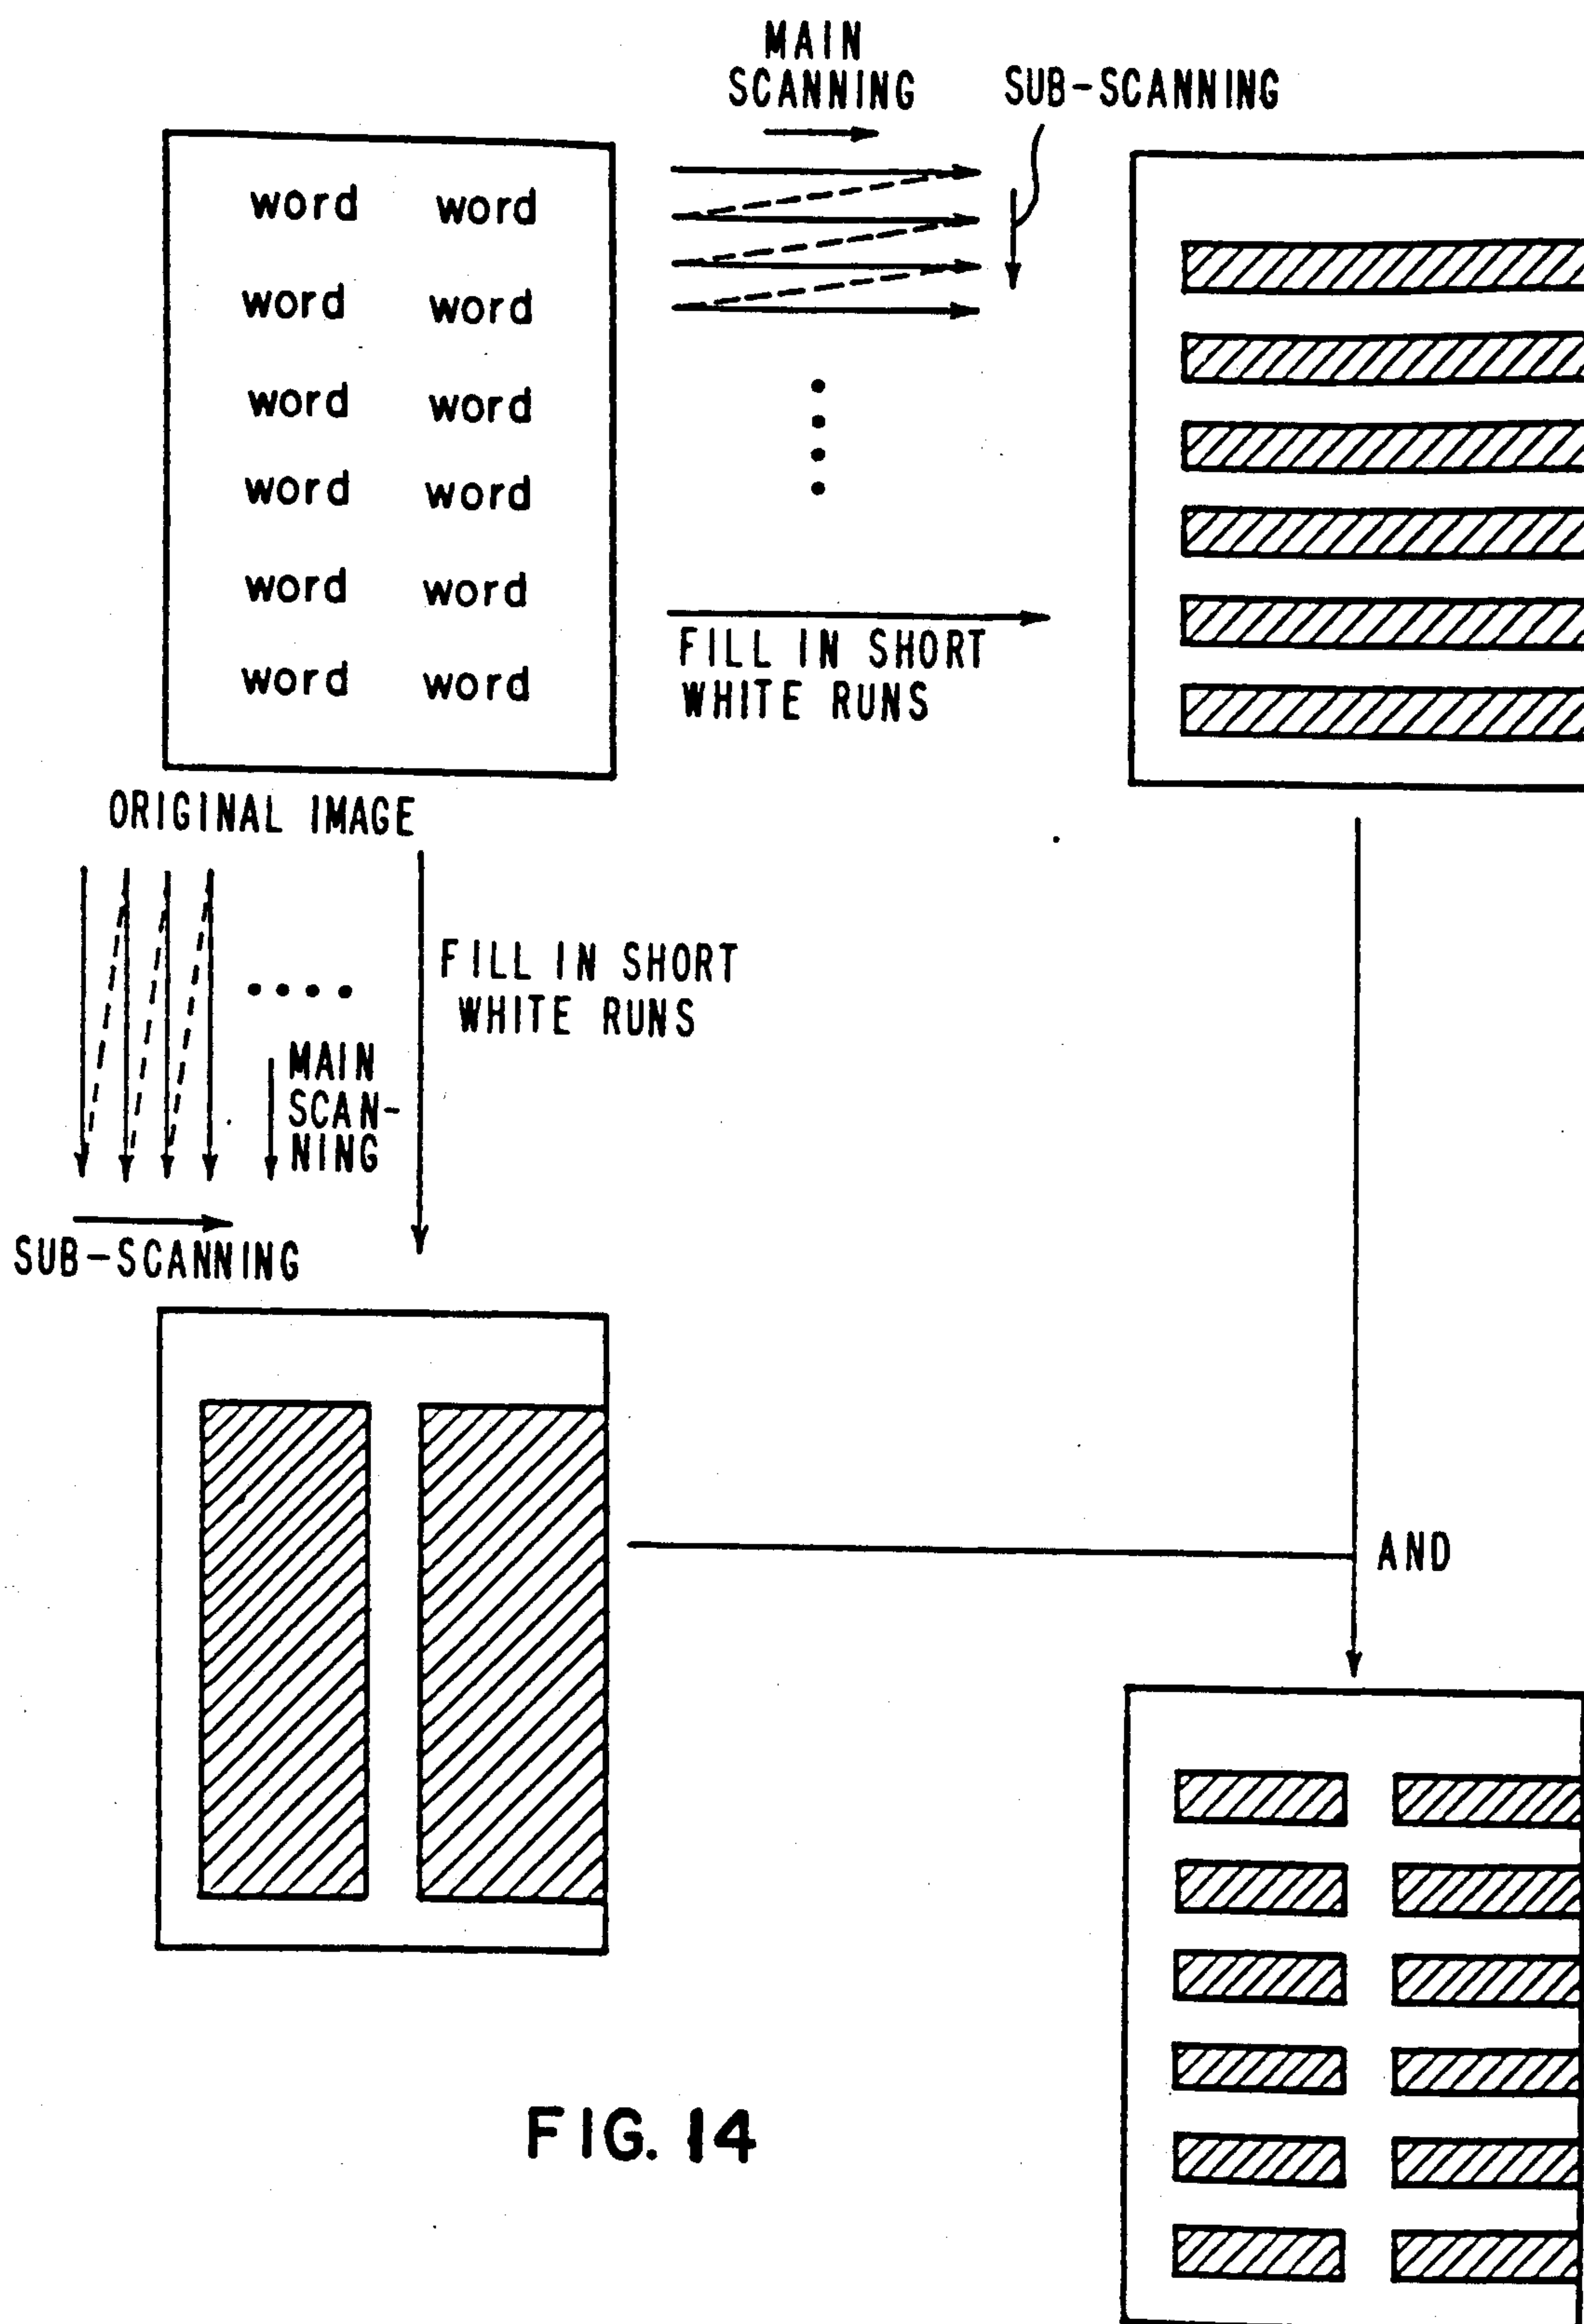 MAIN
SCANNING
SUB-SCANNING
word word
word word
word word
word word
word word
word word
FILL IN SHORT
WHITE RUNS
ORIGINAL IMAGE
FILL IN SHORT
WHITE RUNS
MAIN
SCAN-
NING
SUB-SCANNING
AND
FIG. 14